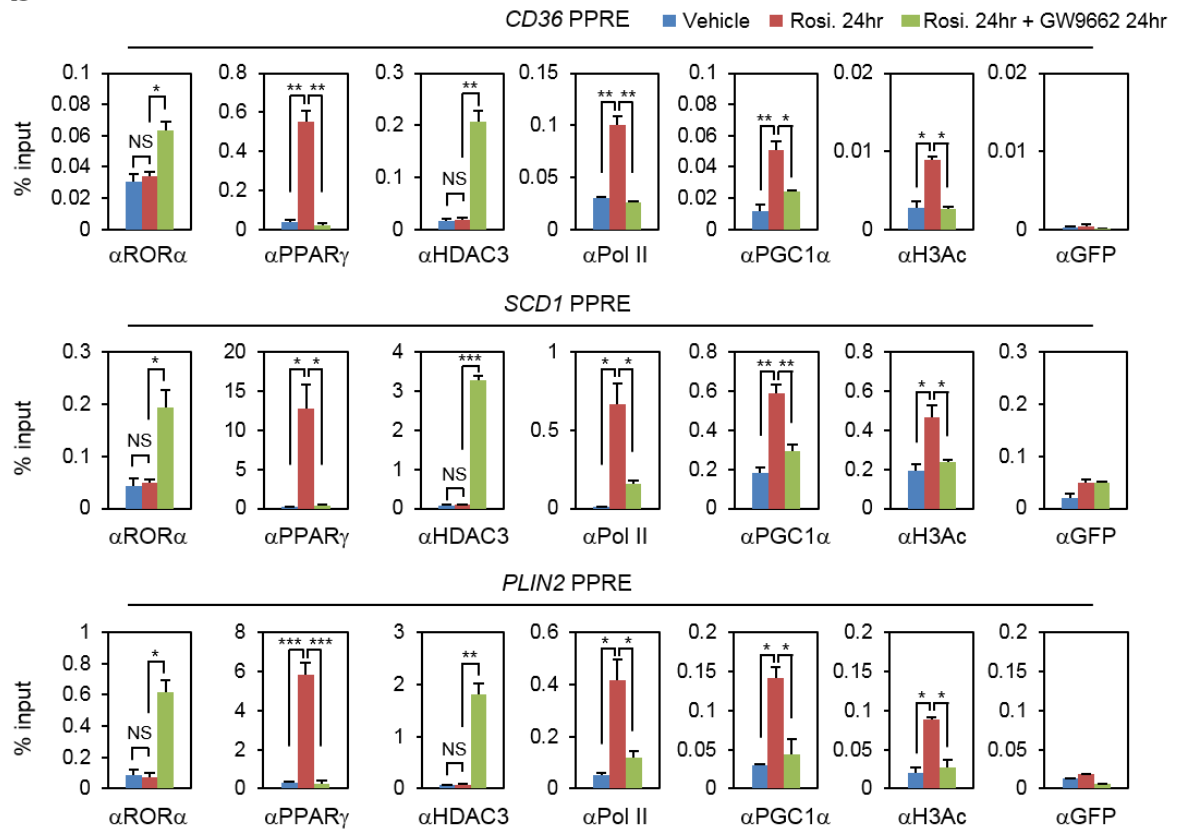 CD36 PPRE Vehicle Rosi. 24hr Rosi. 24hr + GW9662 24hr
% input
0.1 0.08 0.06 0.04 0.02 0 NS * αRORα
0.8 0.6 0.4 0.2 0 ** ** αPPARγ
0.3 0.2 0.1 0 NS ** αHDAC3
0.15 0.1 0.05 0 ** ** αPol II
0.1 0.08 0.06 0.04 0.02 0 ** * αPGC1α
0.02 0.01 0 * * αH3Ac
0.02 0.01 0 αGFP
SCD1 PPRE
% input
0.3 0.2 0.1 0 NS * αRORα
20 15 10 5 0 * * αPPARγ
4 3 2 1 0 NS *** αHDAC3
1 0.5 0 * * αPol II
0.8 0.6 0.4 0.2 0 ** ** αPGC1α
0.8 0.6 0.4 0.2 0 * * αH3Ac
0.3 0.2 0.1 0 αGFP
PLIN2 PPRE
% input
1 0.8 0.6 0.4 0.2 0 NS * αRORα
8 6 4 2 0 *** *** αPPARγ
3 2 1 0 NS ** αHDAC3
0.6 0.4 0.2 0 * * αPol II
0.2 0.15 0.1 0.05 0 * * αPGC1α
0.2 0.15 0.1 0.05 0 * * αH3Ac
0.2 0.15 0.1 0.05 0 αGFP